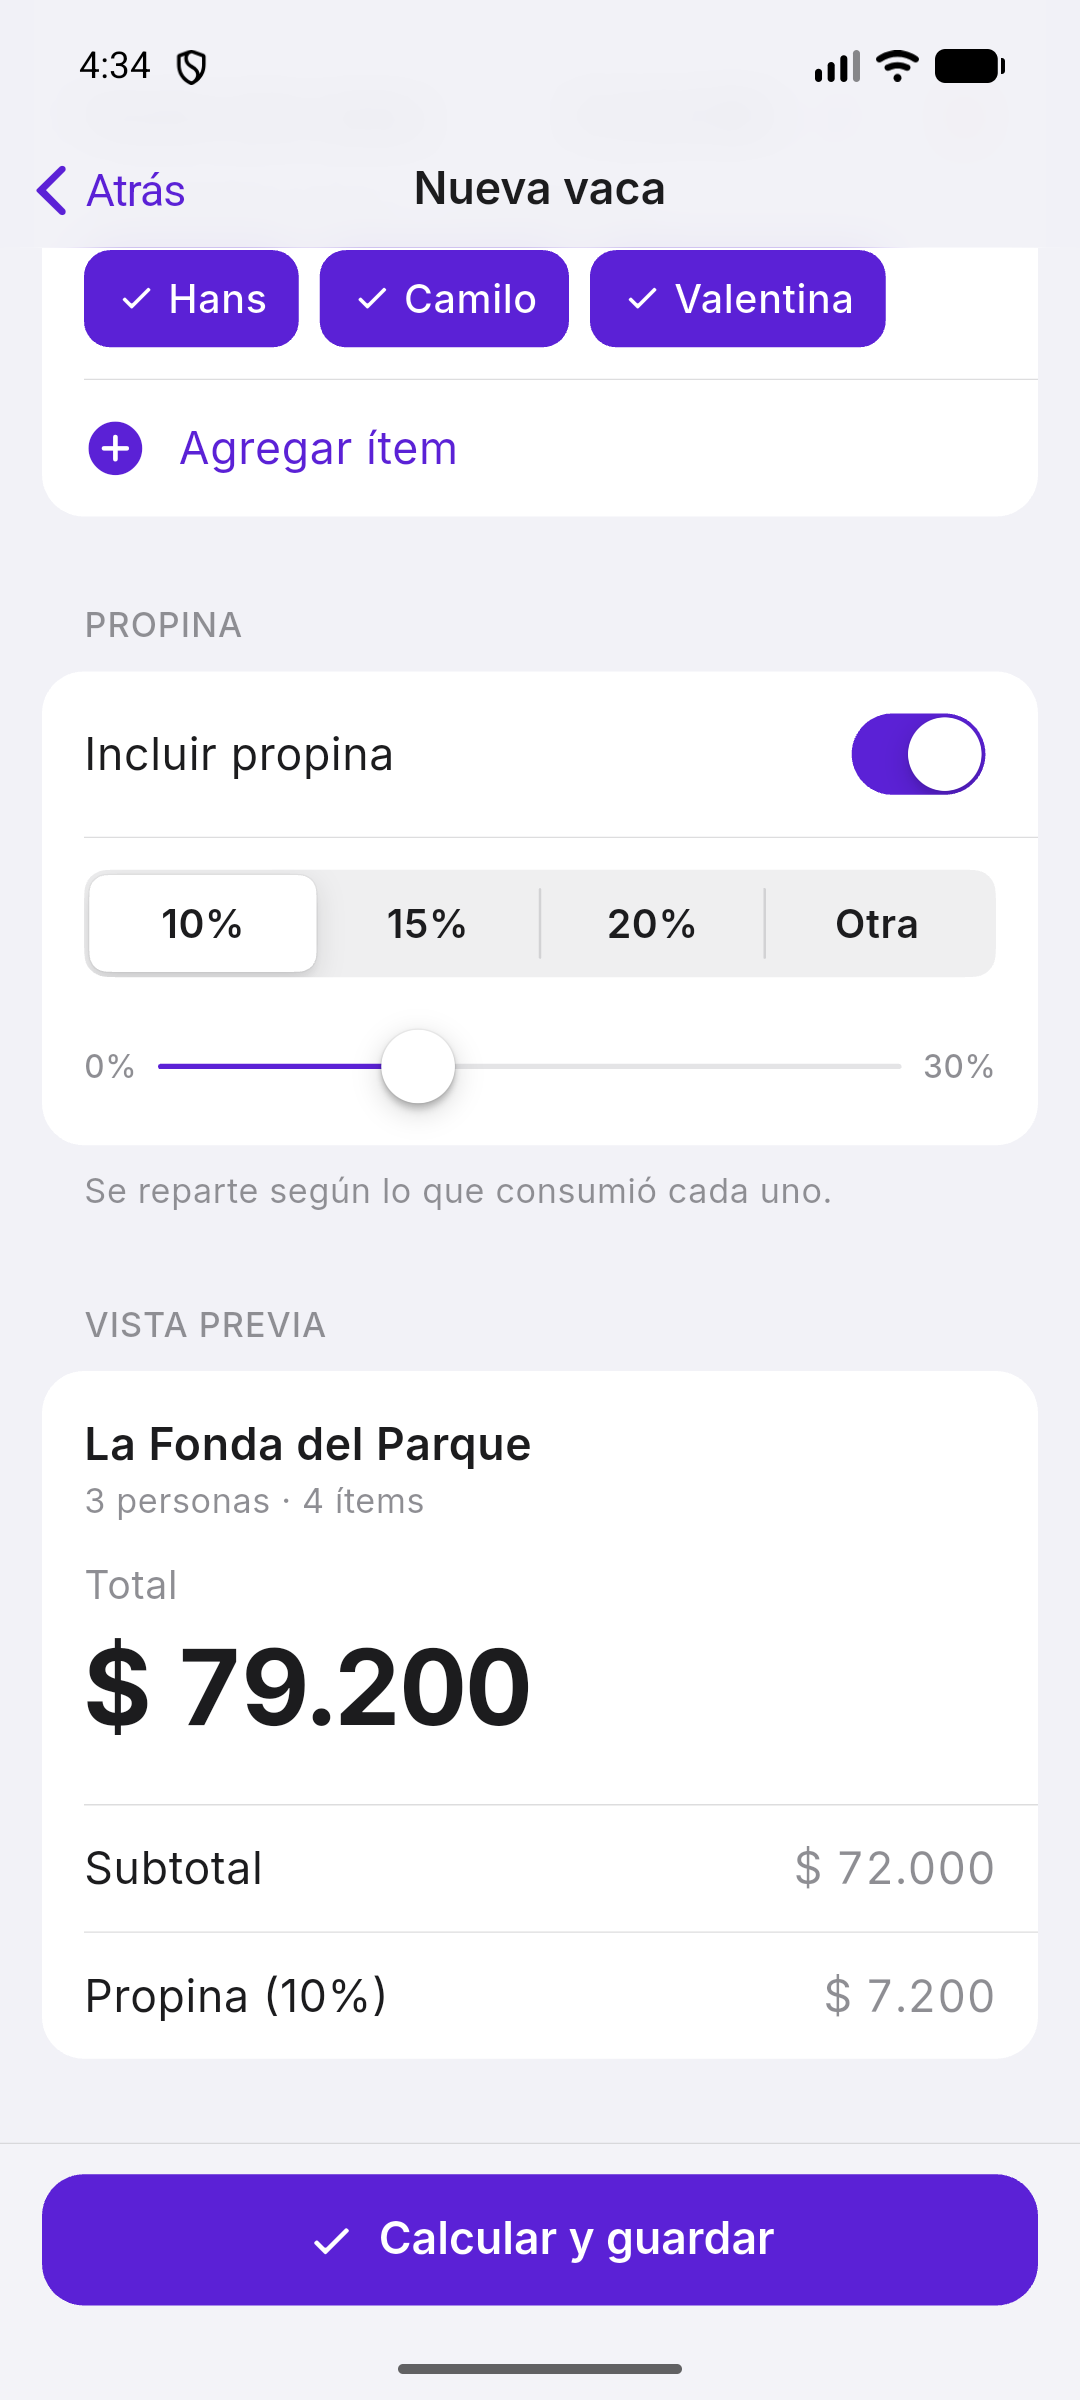 4:34
Atrás
Nueva vaca
Hans
Camilo
Valentina
Agregar ítem
PROPINA
Incluir propina
10%
15%
20%
Otra
0%
30%
Se reparte según lo que consumió cada uno.
VISTA PREVIA
La Fonda del Parque
3 personas · 4 ítems
Total
$ 79.200
Subtotal
$ 72.000
Propina (10%)
$ 7.200
Calcular y guardar